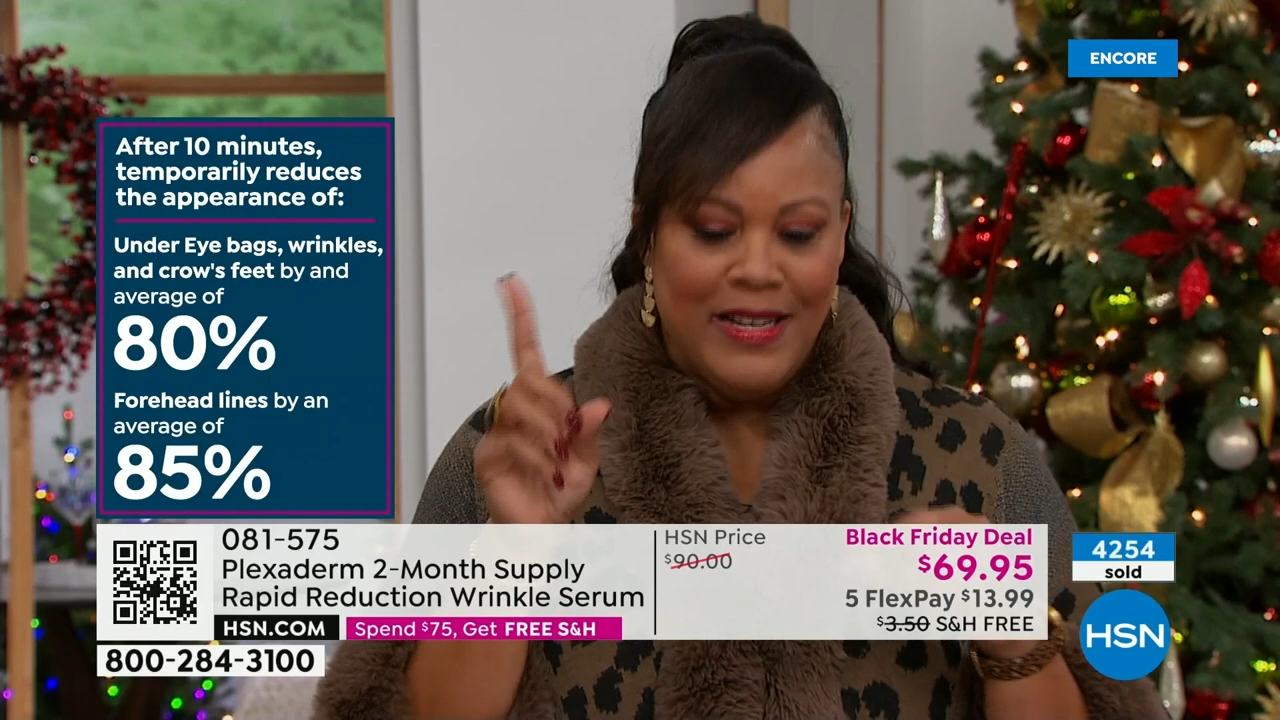 ENCORE
After 10 minutes,
temporarily reduces
the appearance of:
Under Eye bags, wrinkles,
and crow's feet by and
average of
80%
Forehead lines by an
average of
85%
081-575
Plexaderm 2-Month Supply
Rapid Reduction Wrinkle Serum
HSN.COM Spend $75, Get FREE S&H
800-284-3100
HSN Price
$90.00
Black Friday Deal
$69.95
5 FlexPay $13.99
$3.50 S&H FREE
4254
sold
HSN